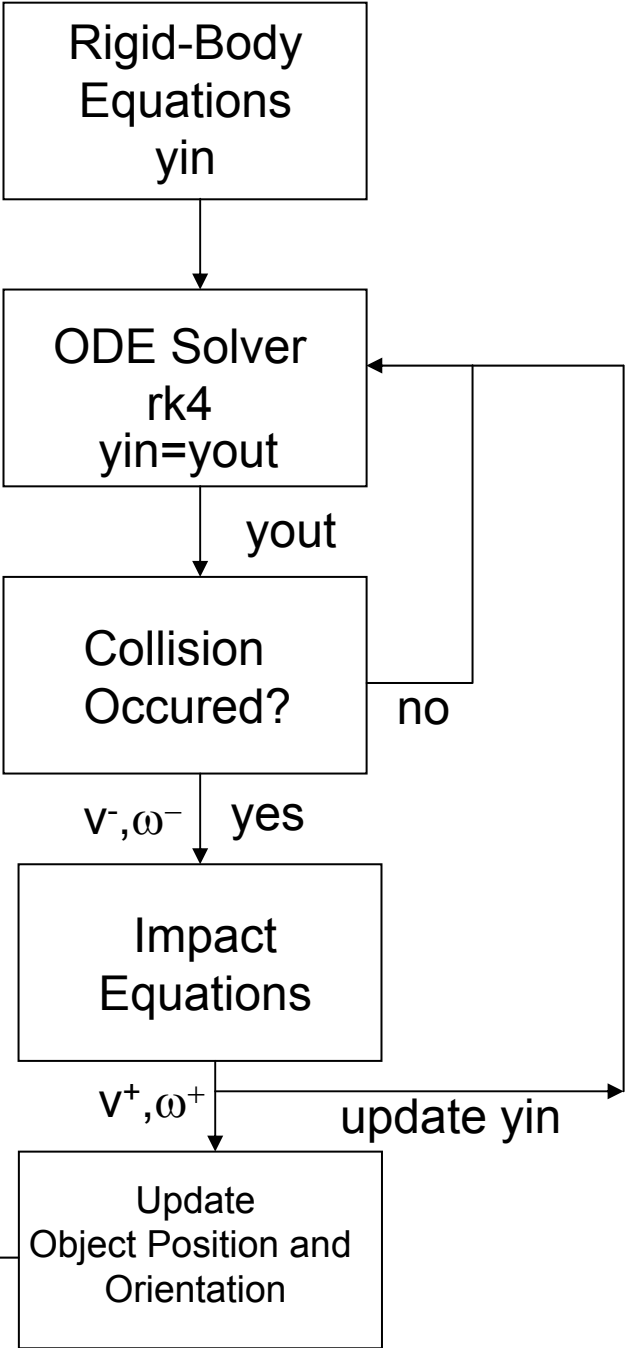 Rigid-Body
Equations
yin
ODE Solver
rk4
yin=yout
yout
Collision
Occured?
no
v⁻,ω⁻ yes
Impact
Equations
v⁺,ω⁺
update yin
Update
Object Position and
Orientation